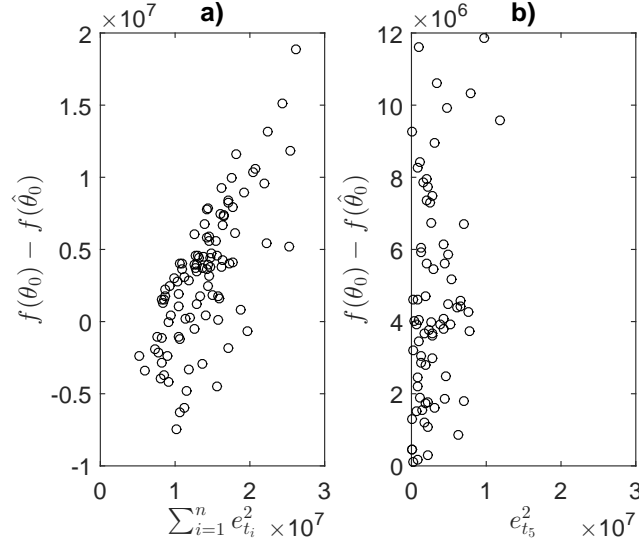 a)
×10^7
f(θ_0) − f(θ̂_0)
2
1.5
1
0.5
0
-0.5
-1
0 1 2 3
∑_{i=1}^{n} e_{t_i}^2 ×10^7
b)
×10^6
f(θ_0) − f(θ̂_0)
12
10
8
6
4
2
0
0 1 2 3
e_{t_5}^2 ×10^7